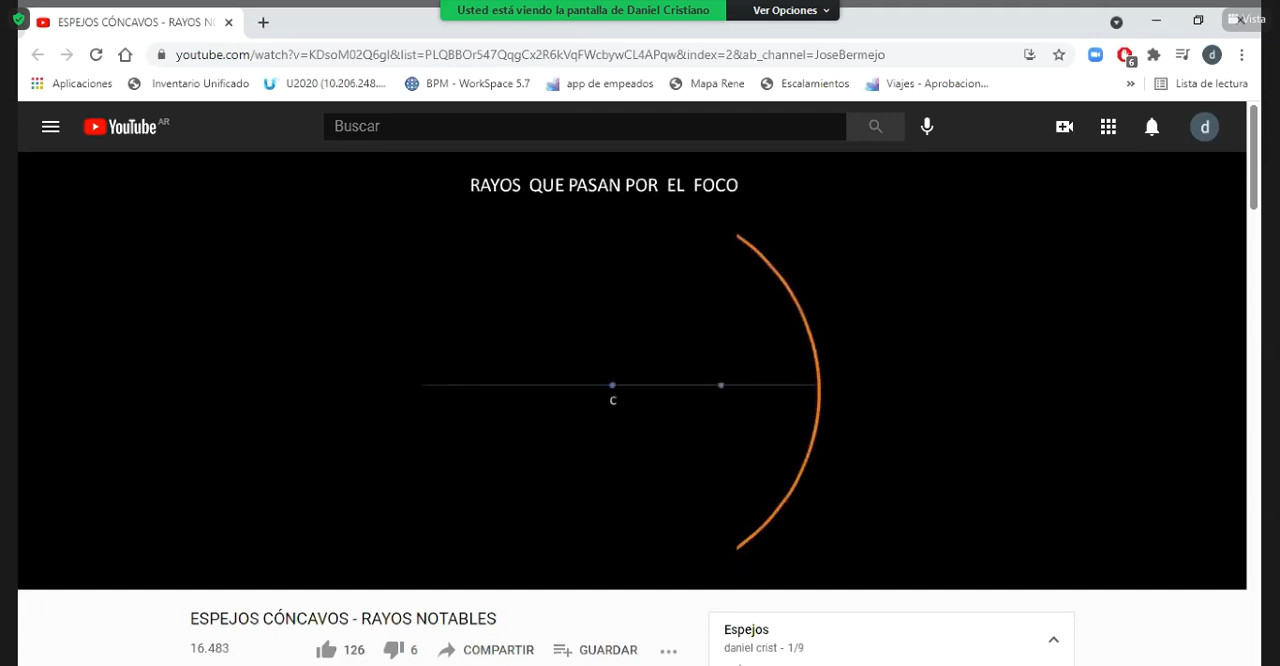 Usted está viendo la pantalla de Daniel Cristiano Ver Opciones
Vista
ESPEJOS CÓNCAVOS - RAYOS NO
youtube.com/watch?v=KDsoM02Q6gI&list=PLQBBOr547QqgCx2R6kVqFWcbywCL4APqw&index=2&ab_channel=JoseBermejo
6
d
Aplicaciones Inventario Unificado U2020 (10.206.248.... BPM - WorkSpace 5.7 app de empeados Mapa Rene Escalamientos Viajes - Aprobacion... » Lista de lectura
YouTube AR Buscar d
RAYOS QUE PASAN POR EL FOCO
C
ESPEJOS CÓNCAVOS - RAYOS NOTABLES
16.483 126 6 COMPARTIR GUARDAR ...
Espejos
daniel crist - 1/9